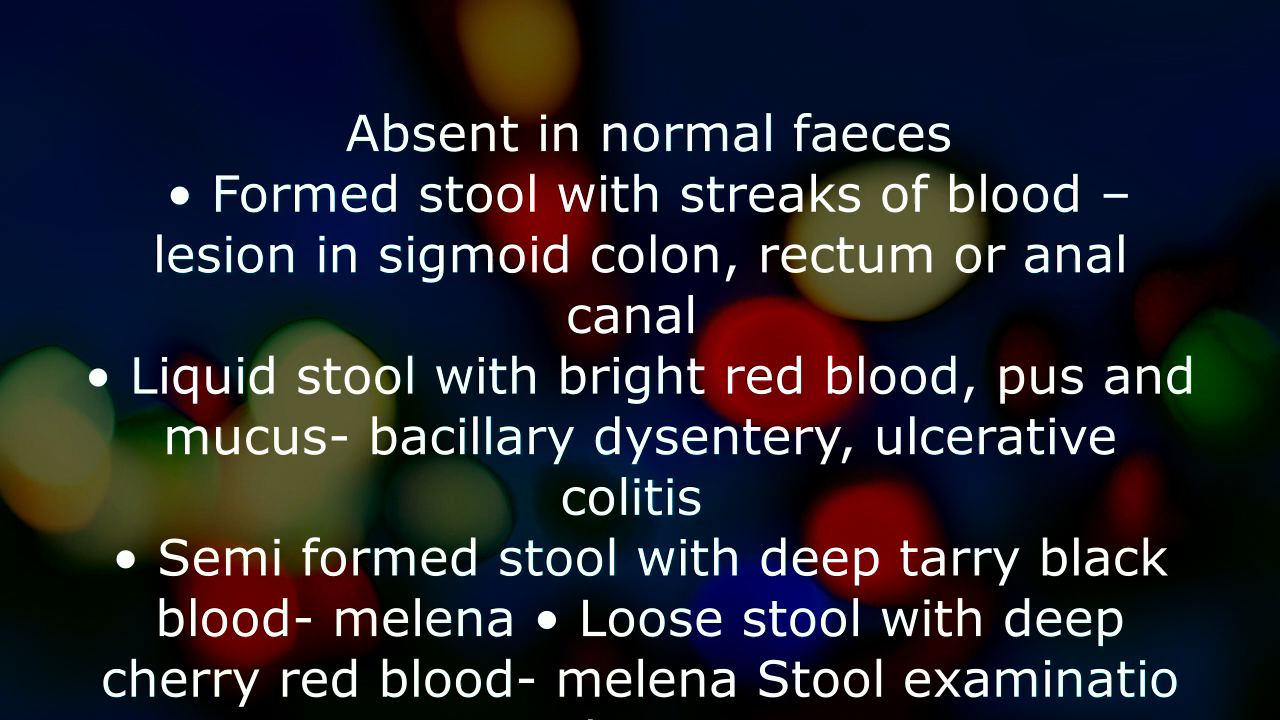 Absent in normal faeces
• Formed stool with streaks of blood –
lesion in sigmoid colon, rectum or anal
canal
• Liquid stool with bright red blood, pus and
mucus- bacillary dysentery, ulcerative
colitis
• Semi formed stool with deep tarry black
blood- melena • Loose stool with deep
cherry red blood- melena Stool examinatio